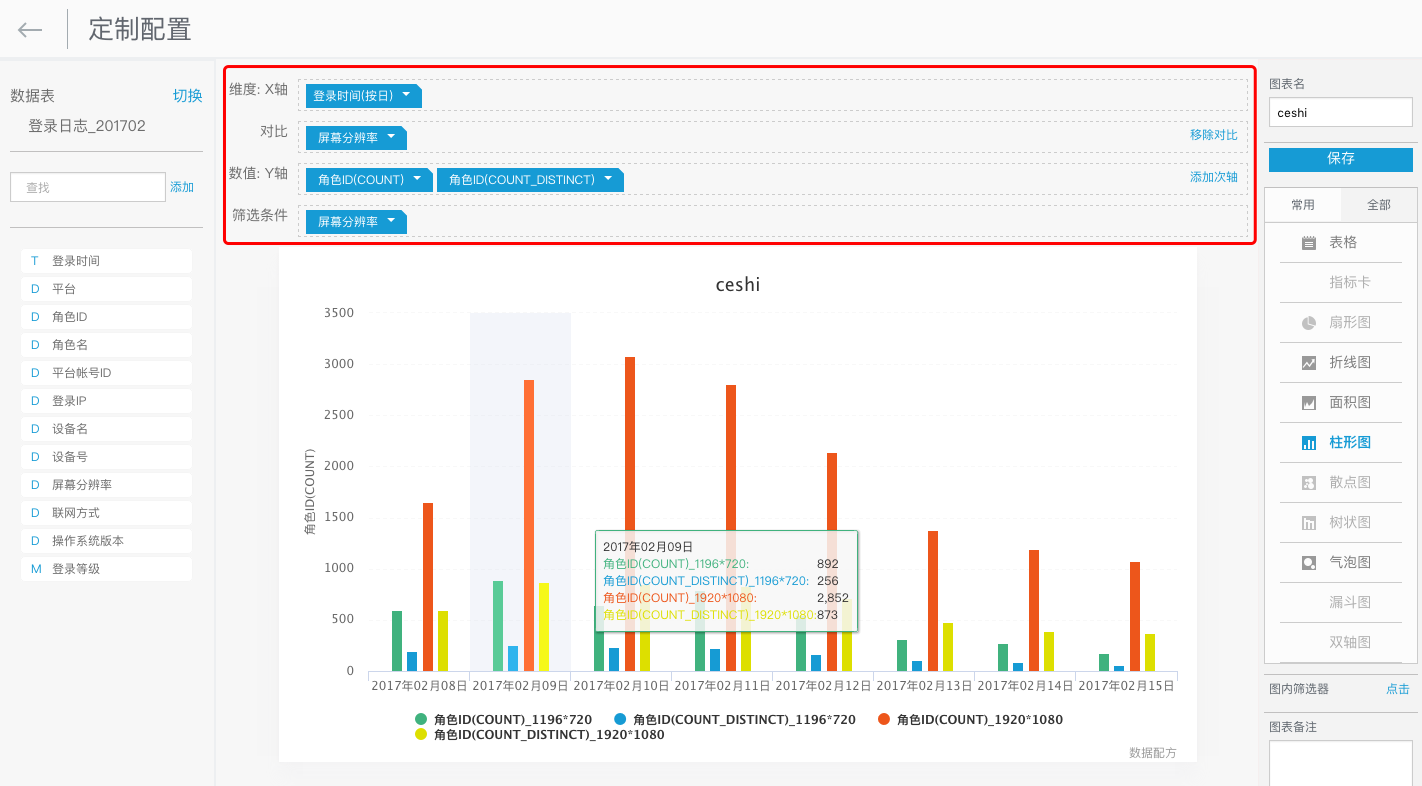 定制配置
数据表
切换
登录日志_201702
查找
添加
T 登录时间
D 平台
D 角色ID
D 角色名
D 平台帐号ID
D 登录IP
D 设备名
D 设备号
D 屏幕分辨率
D 联网方式
D 操作系统版本
M 登录等级
维度: X轴
登录时间(按日)
对比
屏幕分辨率
移除对比
数值: Y轴
角色ID(COUNT)
角色ID(COUNT_DISTINCT)
添加次轴
筛选条件
屏幕分辨率
ceshi
角色ID(COUNT)
3500
3000
2500
2000
1500
1000
500
0
2017年02月09日
角色ID(COUNT)_1196*720: 892
角色ID(COUNT_DISTINCT)_1196*720: 256
角色ID(COUNT)_1920*1080: 2,852
角色ID(COUNT_DISTINCT)_1920*1080: 873
2017年02月08日
2017年02月09日
2017年02月10日
2017年02月11日
2017年02月12日
2017年02月13日
2017年02月14日
2017年02月15日
角色ID(COUNT)_1196*720
角色ID(COUNT_DISTINCT)_1196*720
角色ID(COUNT)_1920*1080
角色ID(COUNT_DISTINCT)_1920*1080
数据配方
图表名
ceshi
保存
常用
全部
表格
指标卡
扇形图
折线图
面积图
柱形图
散点图
树状图
气泡图
漏斗图
双轴图
图内筛选器
点击
图表备注